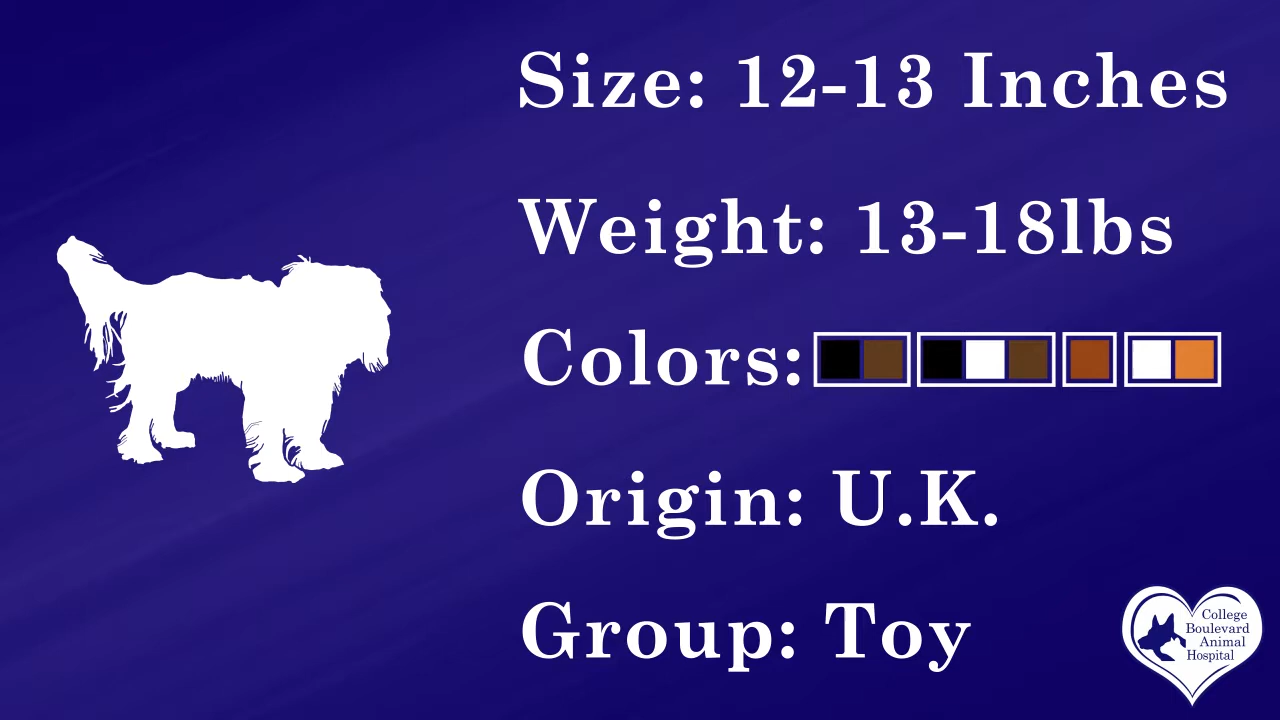 Size: 12-13 Inches
Weight: 13-18lbs
Colors:
Origin: U.K.
Group: Toy
College
Boulevard
Animal
Hospital